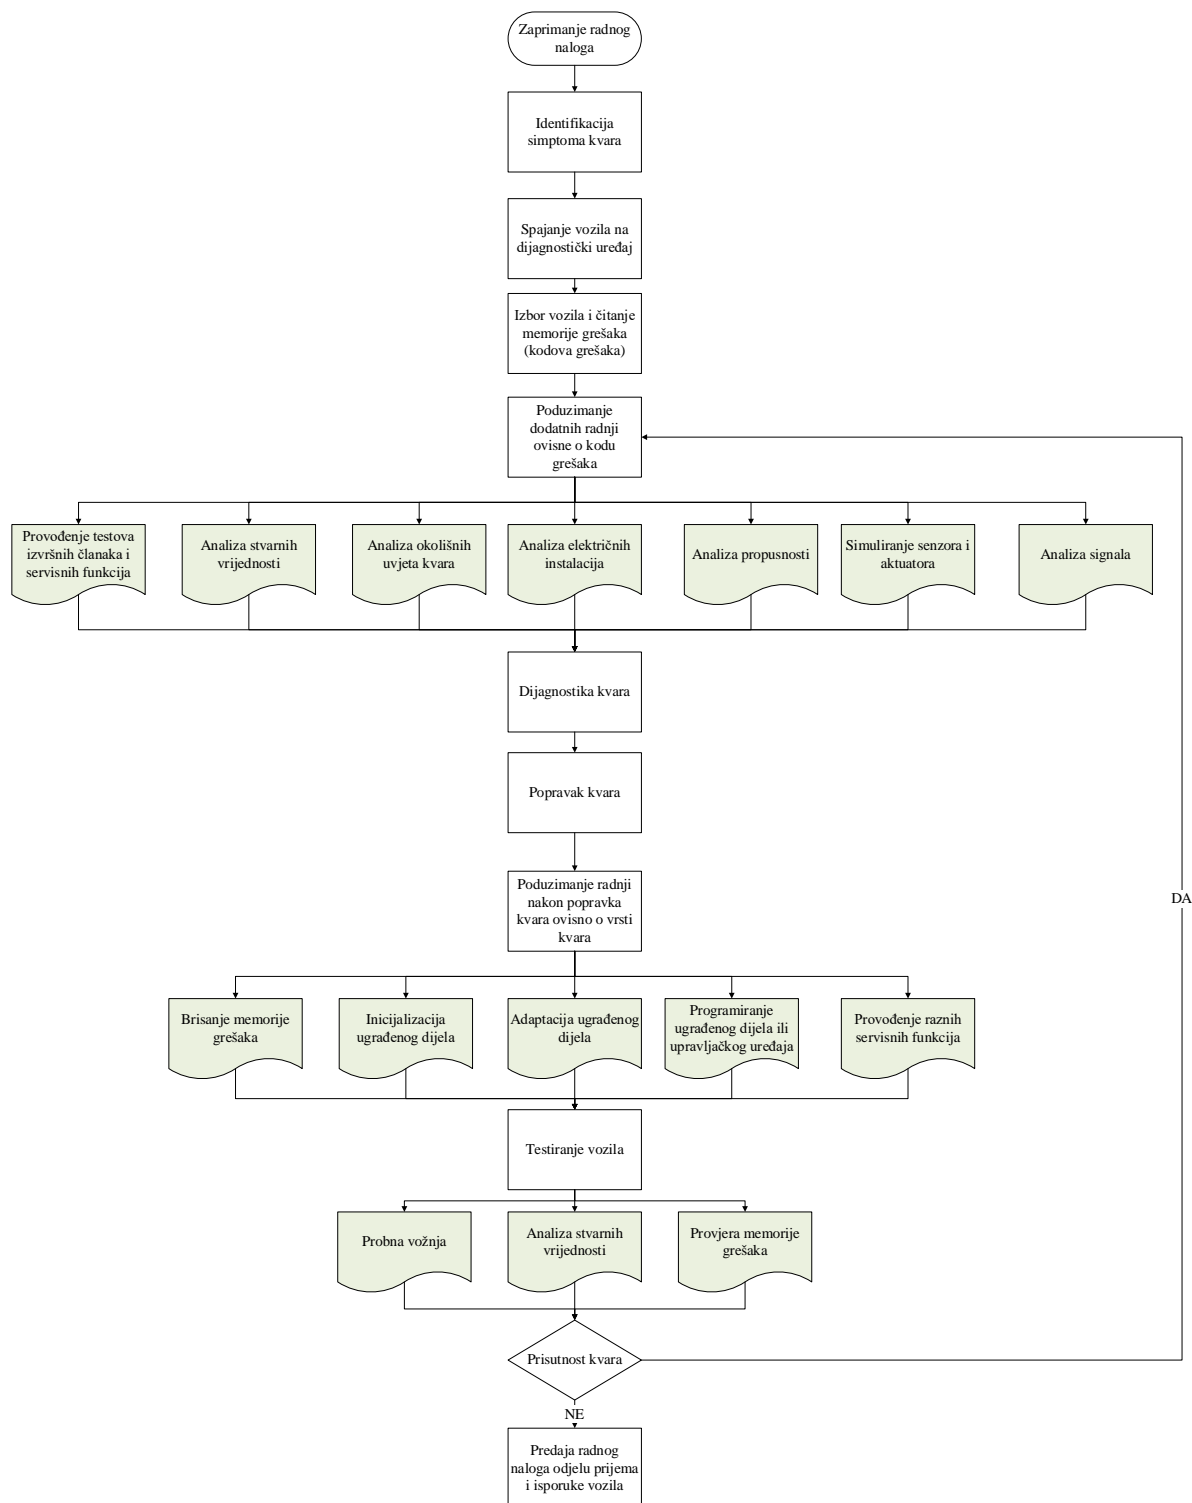 Zaprimanje radnog
naloga
Identifikacija
simptoma kvara
Spajanje vozila na
dijagnostički uređaj
Izbor vozila i čitanje
memorije grešaka
(kodova grešaka)
Poduzimanje
dodatnih radnji
ovisne o kodu
grešaka
Provođenje testova
izvršnih članaka i
servisnih funkcija
Analiza stvarnih
vrijednosti
Analiza okolišnih
uvjeta kvara
Analiza električnih
instalacija
Analiza propusnosti
Simuliranje senzora i
aktuatora
Analiza signala
Dijagnostika kvara
Popravak kvara
Poduzimanje radnji
nakon popravka
kvara ovisno o vrsti
kvara
DA
Brisanje memorije
grešaka
Inicijalizacija
ugrađenog dijela
Adaptacija ugrađenog
dijela
Programiranje
ugrađenog dijela ili
upravljačkog uređaja
Provođenje raznih
servisnih funkcija
Testiranje vozila
Probna vožnja
Analiza stvarnih
vrijednosti
Provjera memorije
grešaka
Prisutnost kvara
NE
Predaja radnog
naloga odjelu prijema
i isporuke vozila